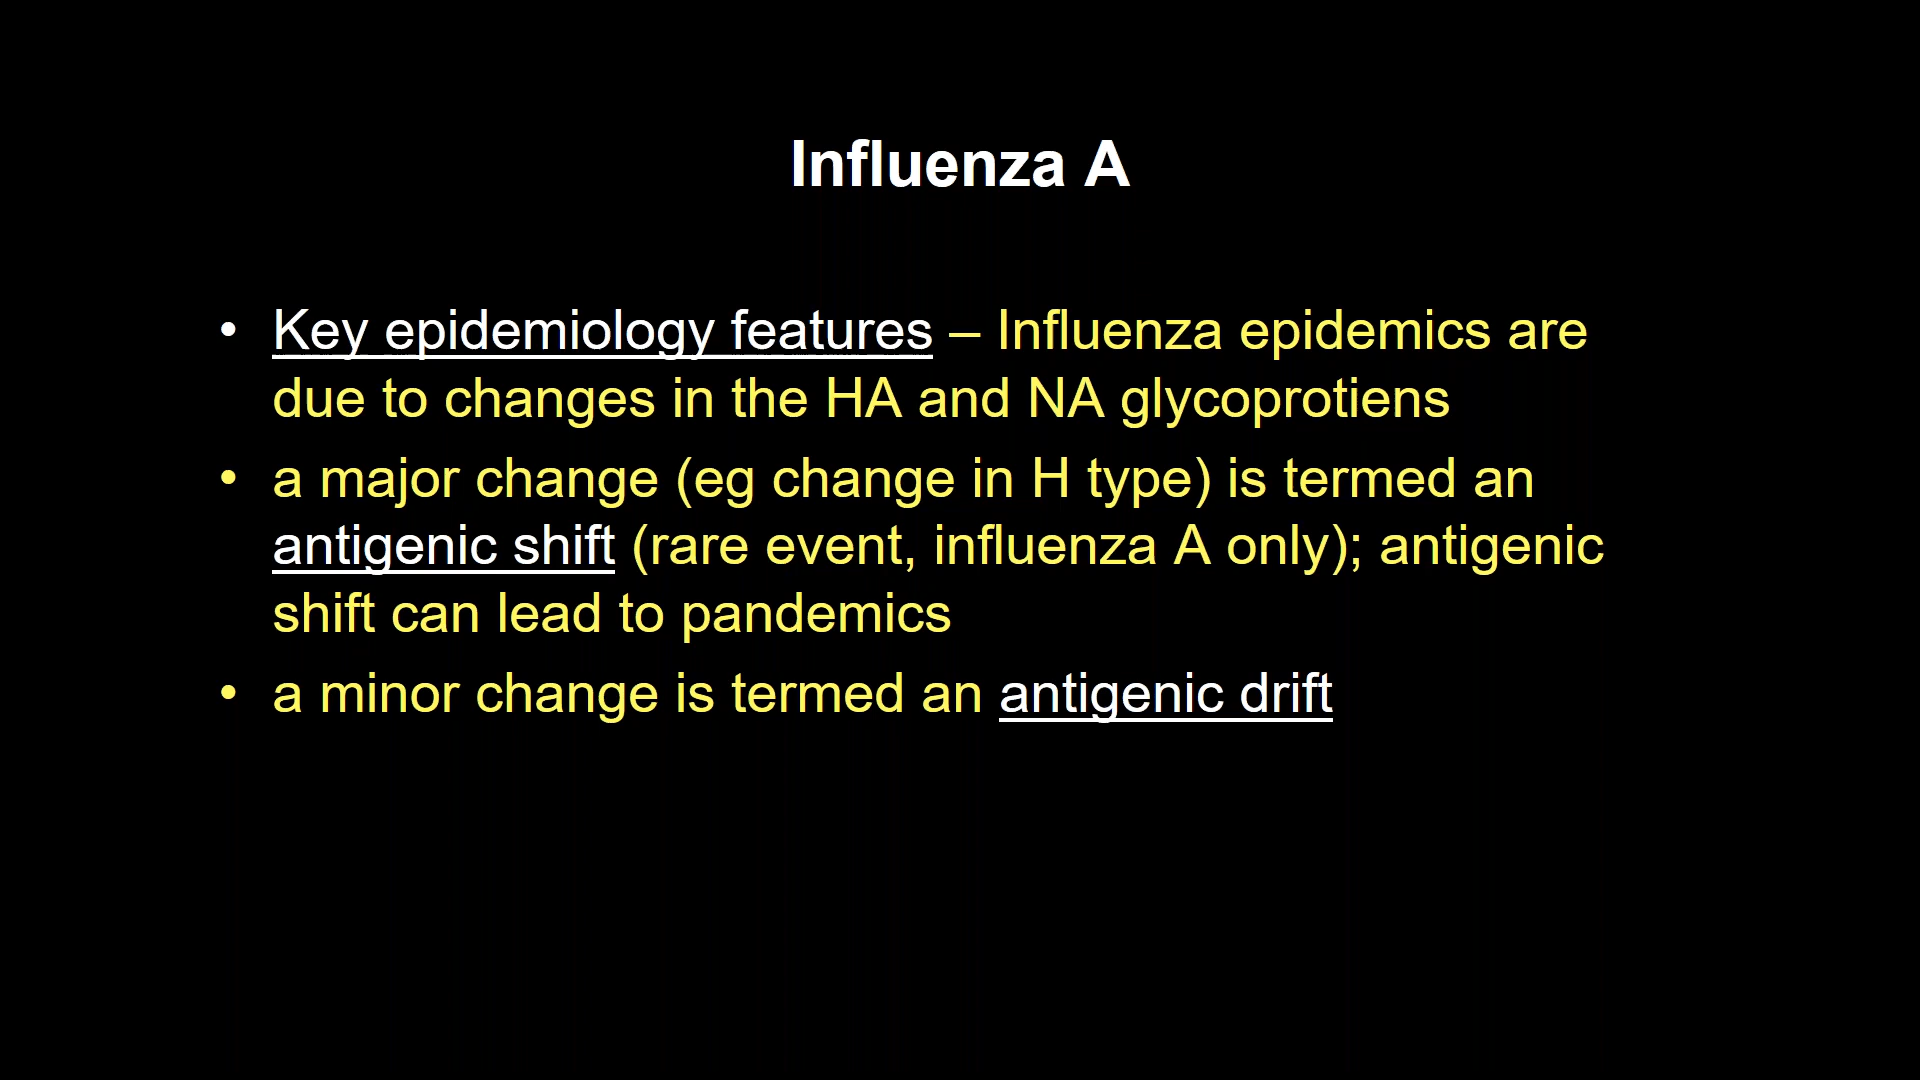 Influenza A
• Key epidemiology features – Influenza epidemics are
due to changes in the HA and NA glycoprotiens
• a major change (eg change in H type) is termed an
antigenic shift (rare event, influenza A only); antigenic
shift can lead to pandemics
• a minor change is termed an antigenic drift